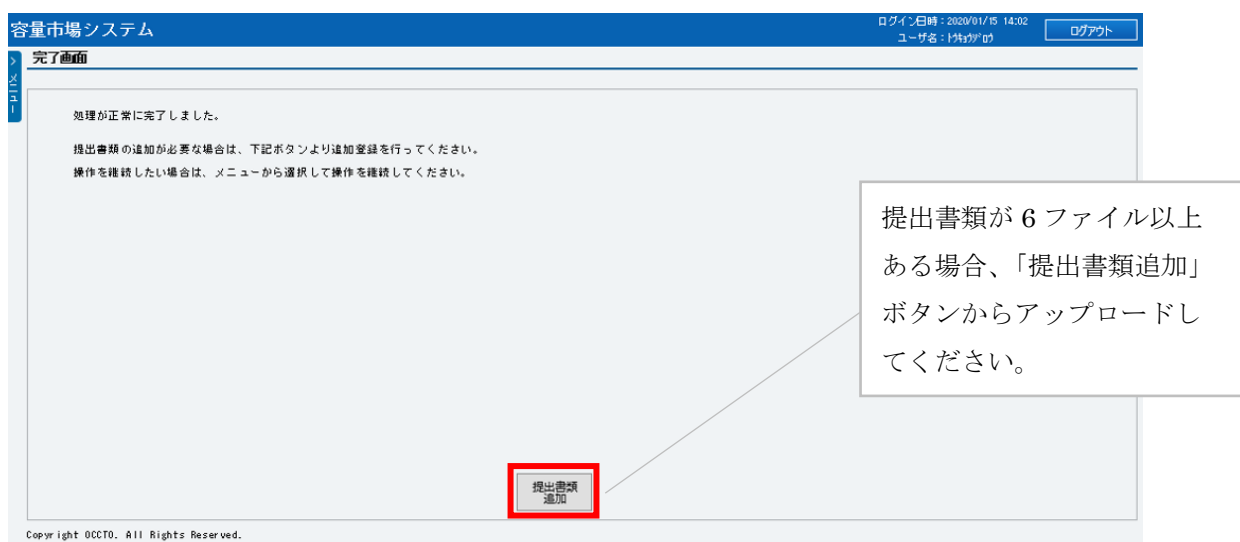 容量市場システム
ログイン日時：2020/01/15 14:02
ユーザ名：ﾄｳｷｮｳｼﾞﾛｳ
ログアウト
完了画面
>
メニュー
処理が正常に完了しました。
提出書類の追加が必要な場合は、下記ボタンより追加登録を行ってください。
操作を継続したい場合は、メニューから選択して操作を継続してください。
提出書類が 6 ファイル以上
ある場合、「提出書類追加」
ボタンからアップロードし
てください。
提出書類
追加
Copyright OCCTO. All Rights Reserved.